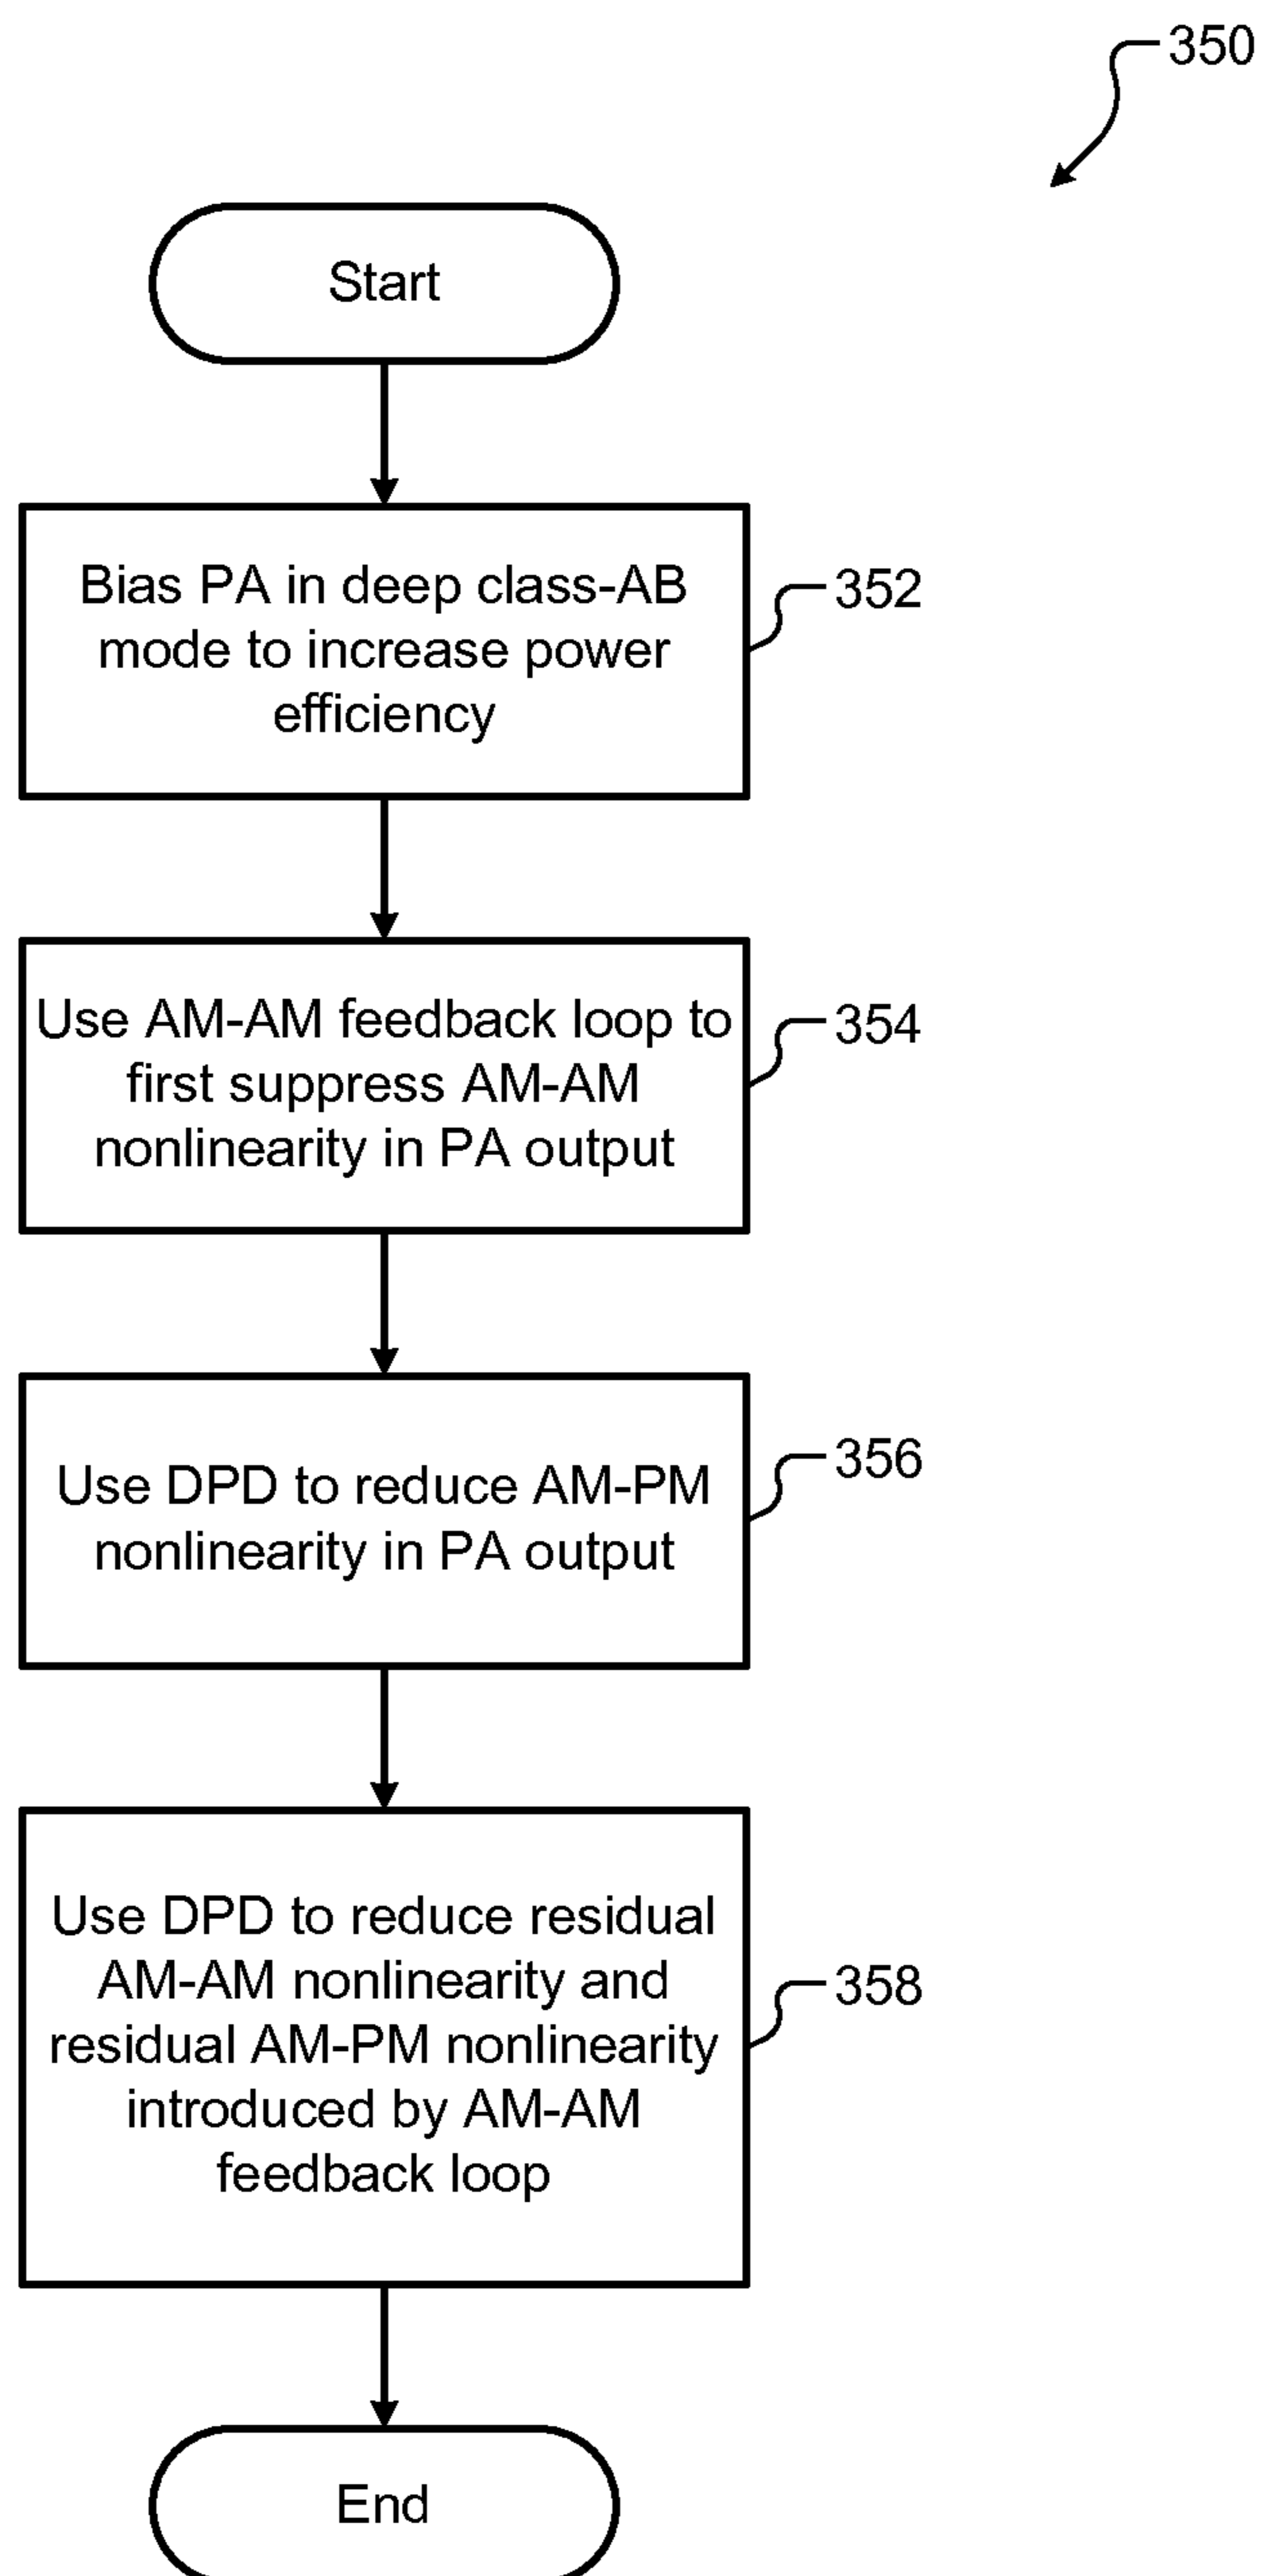 350
Start
Bias PA in deep class-AB
mode to increase power
efficiency
352
Use AM-AM feedback loop to
first suppress AM-AM
nonlinearity in PA output
354
Use DPD to reduce AM-PM
nonlinearity in PA output
356
Use DPD to reduce residual
AM-AM nonlinearity and
residual AM-PM nonlinearity
introduced by AM-AM
feedback loop
358
End